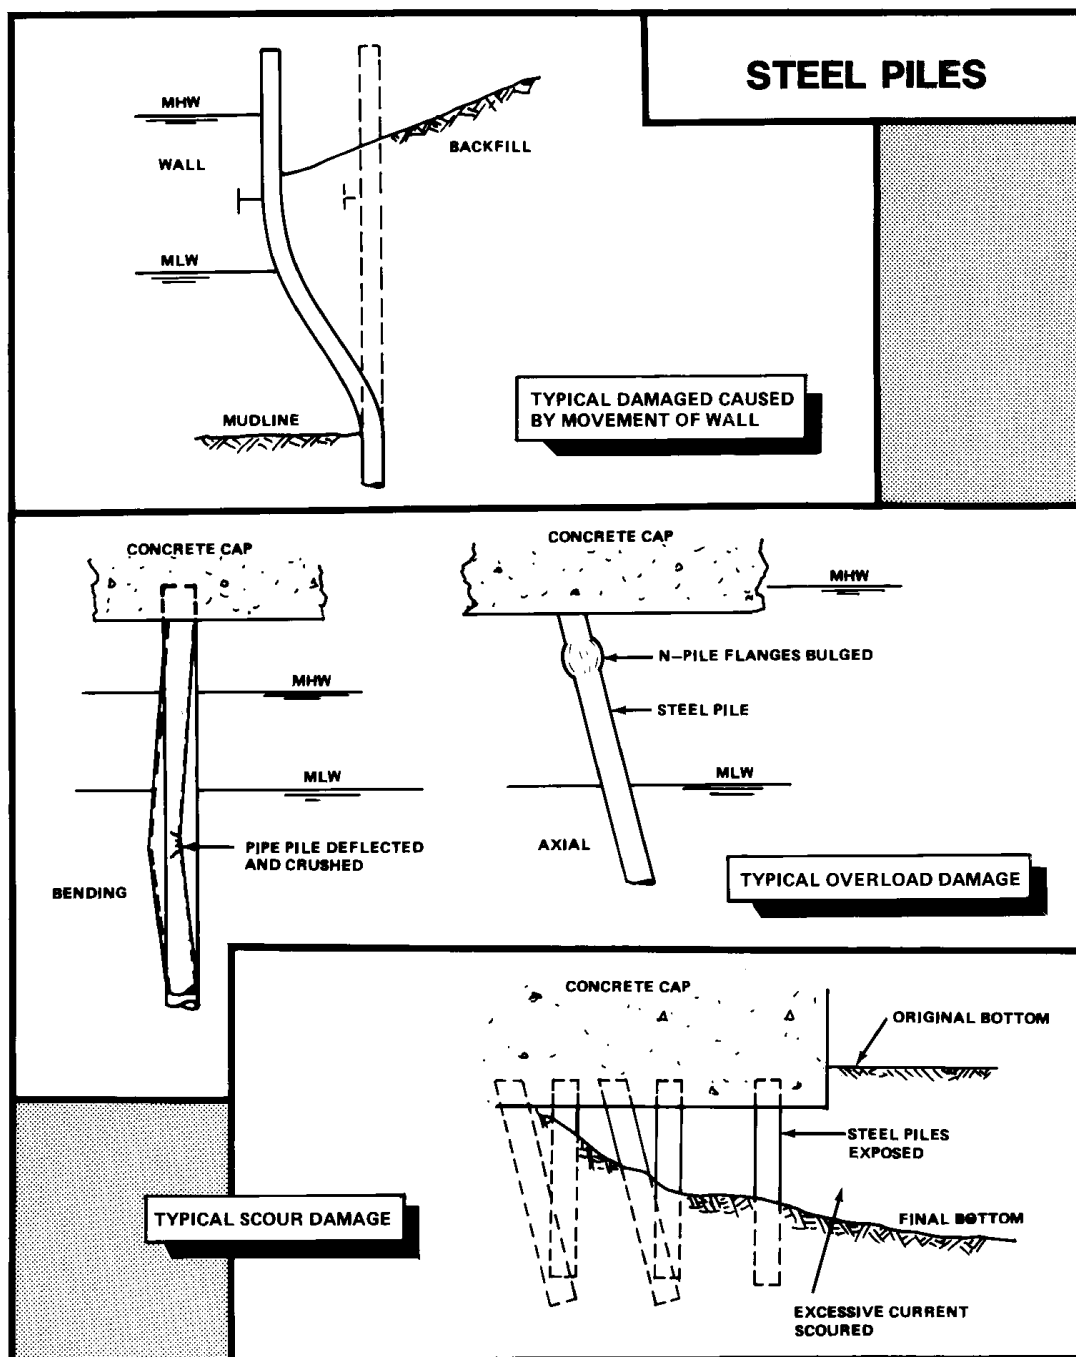 STEEL PILES
MHW
WALL
BACKFILL
MLW
MUDLINE
TYPICAL DAMAGED CAUSED
BY MOVEMENT OF WALL
CONCRETE CAP
MHW
MLW
PIPE PILE DEFLECTED
AND CRUSHED
BENDING
CONCRETE CAP
MHW
N-PILE FLANGES BULGED
STEEL PILE
MLW
AXIAL
TYPICAL OVERLOAD DAMAGE
CONCRETE CAP
ORIGINAL BOTTOM
STEEL PILES
EXPOSED
FINAL BOTTOM
EXCESSIVE CURRENT
SCOURED
TYPICAL SCOUR DAMAGE